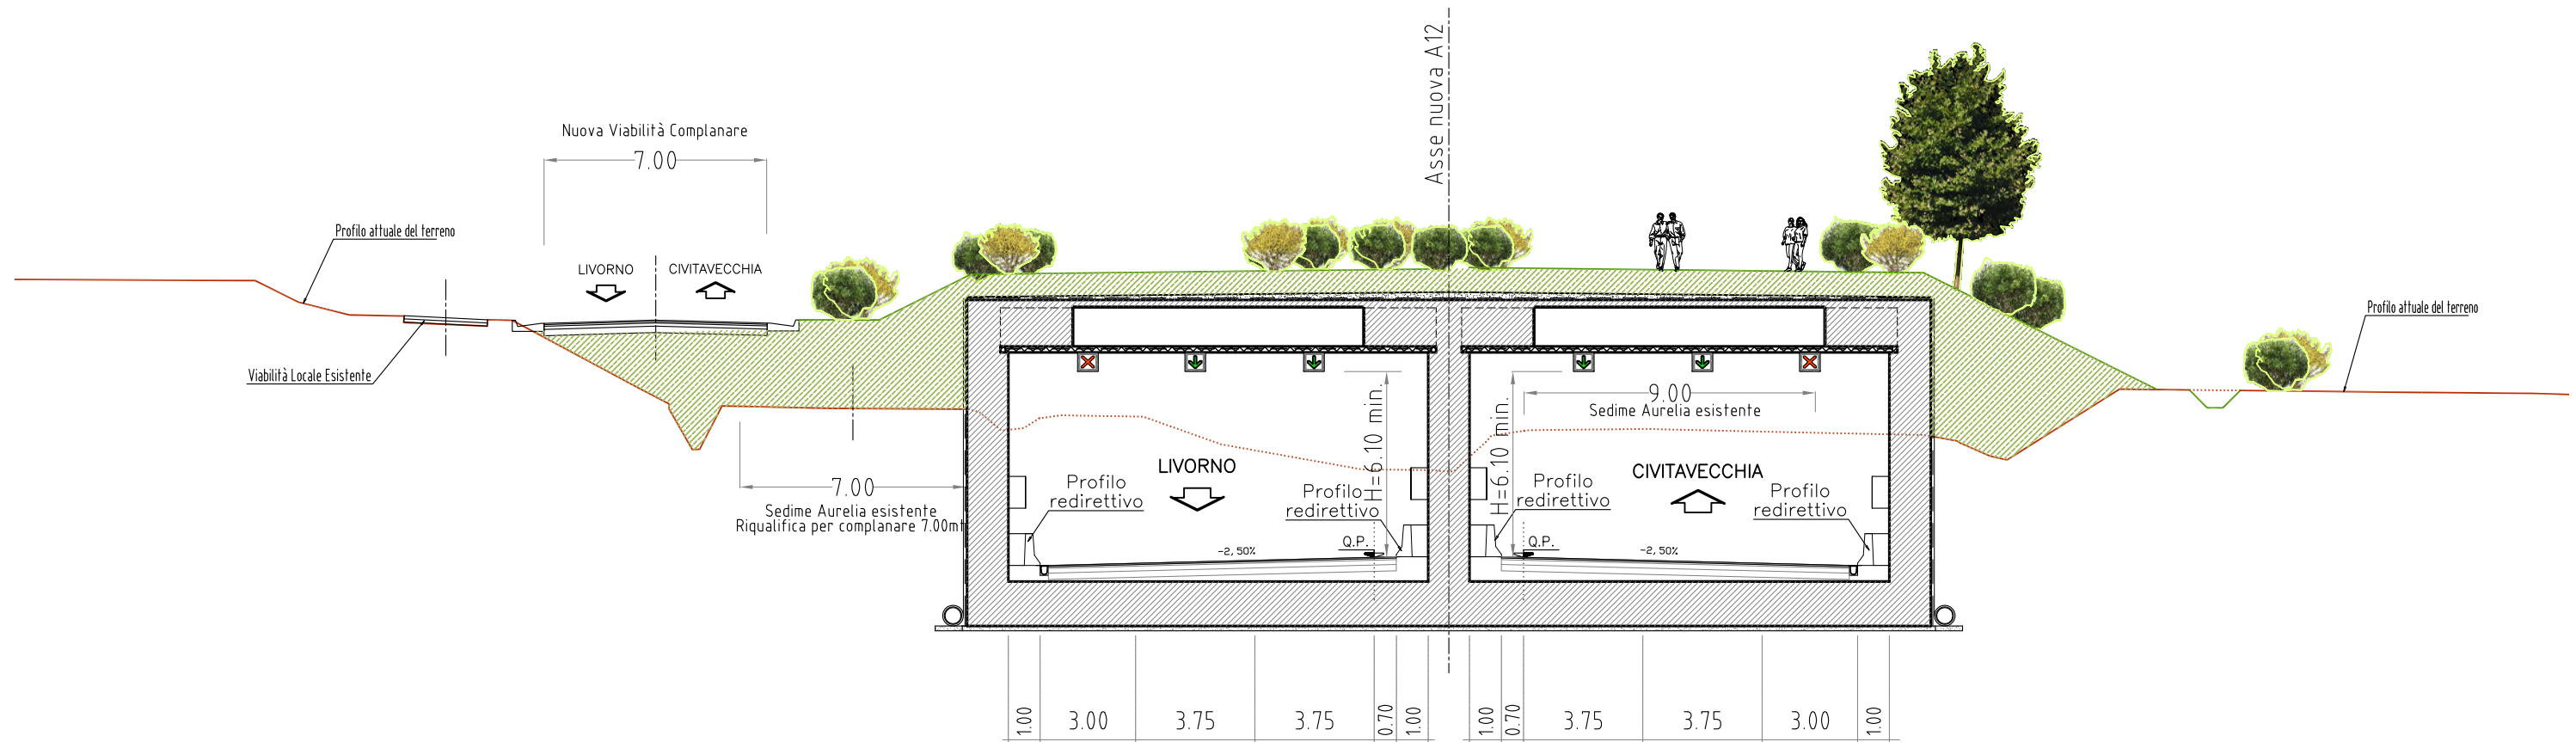 Asse nuova A12
Nuova Viabilità Complanare
7.00
Profilo attuale del terreno
LIVORNO
CIVITAVECCHIA
Viabilità Locale Esistente
Profilo attuale del terreno
9.00
Sedime Aurelia esistente
H=6.10 min.
H=6.10 min.
7.00
Sedime Aurelia esistente
Riqualifica per complanare 7.00mt
LIVORNO
CIVITAVECCHIA
Profilo
redirettivo
Profilo
redirettivo
Profilo
redirettivo
Profilo
redirettivo
-2,50%
Q.P.
Q.P.
-2,50%
1.00
3.00
3.75
3.75
0.70
1.00
1.00
0.70
3.75
3.75
3.00
1.00